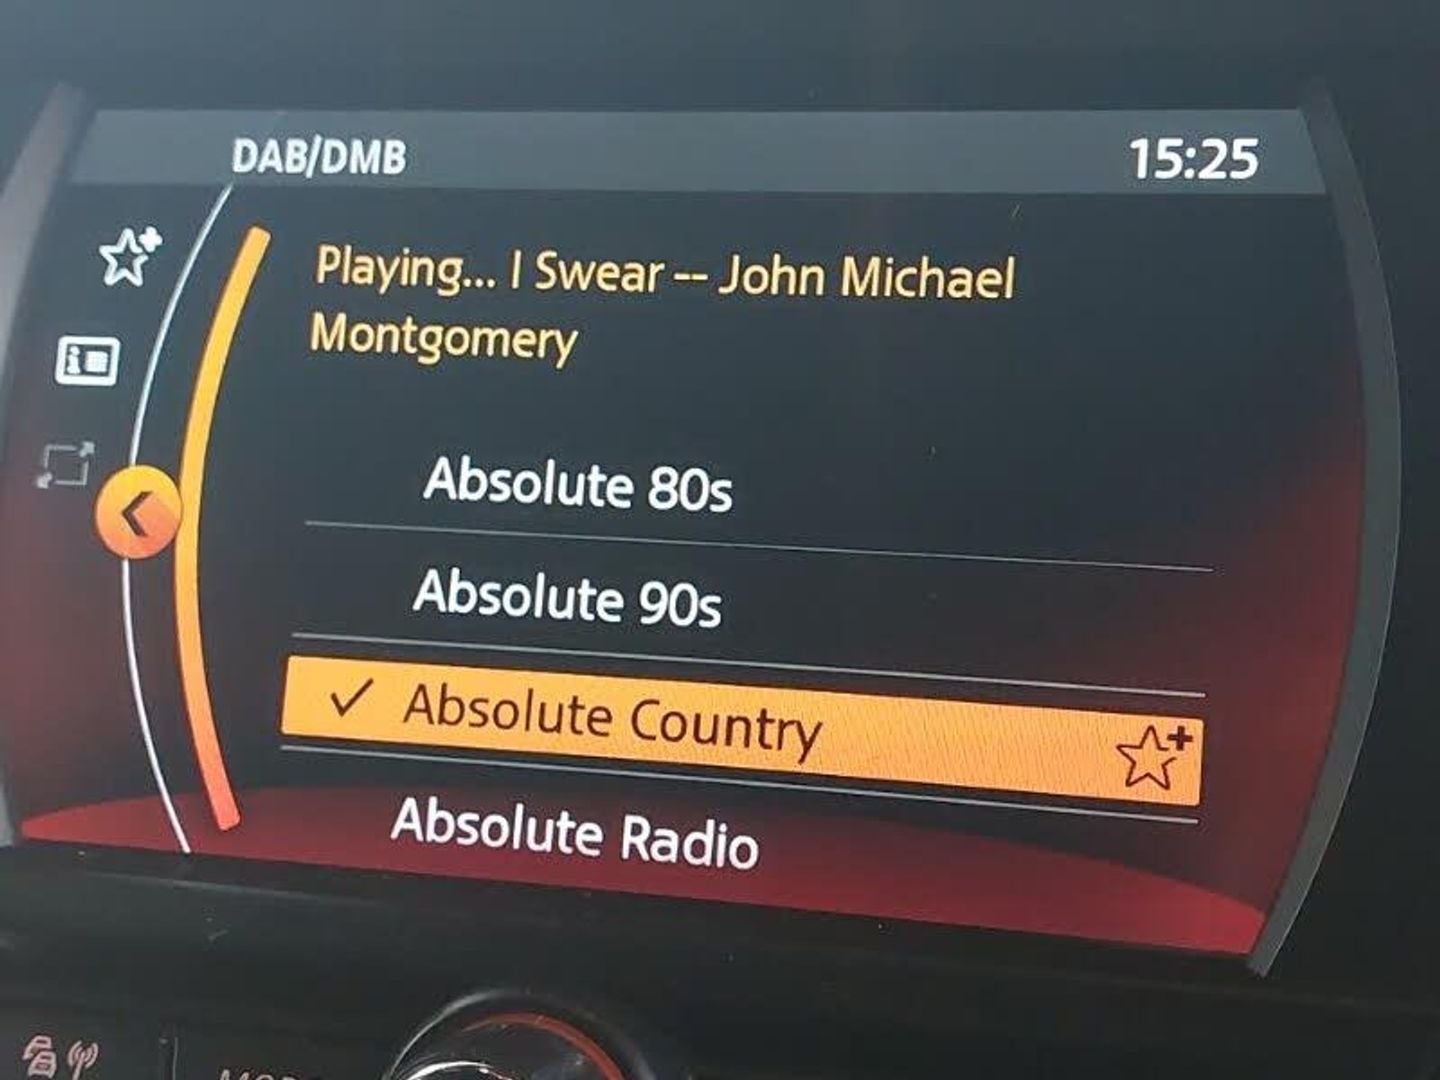 DAB/DMB
15:25
Playing... I Swear -- John Michael
Montgomery
Absolute 80s
Absolute 90s
Absolute Country
Absolute Radio